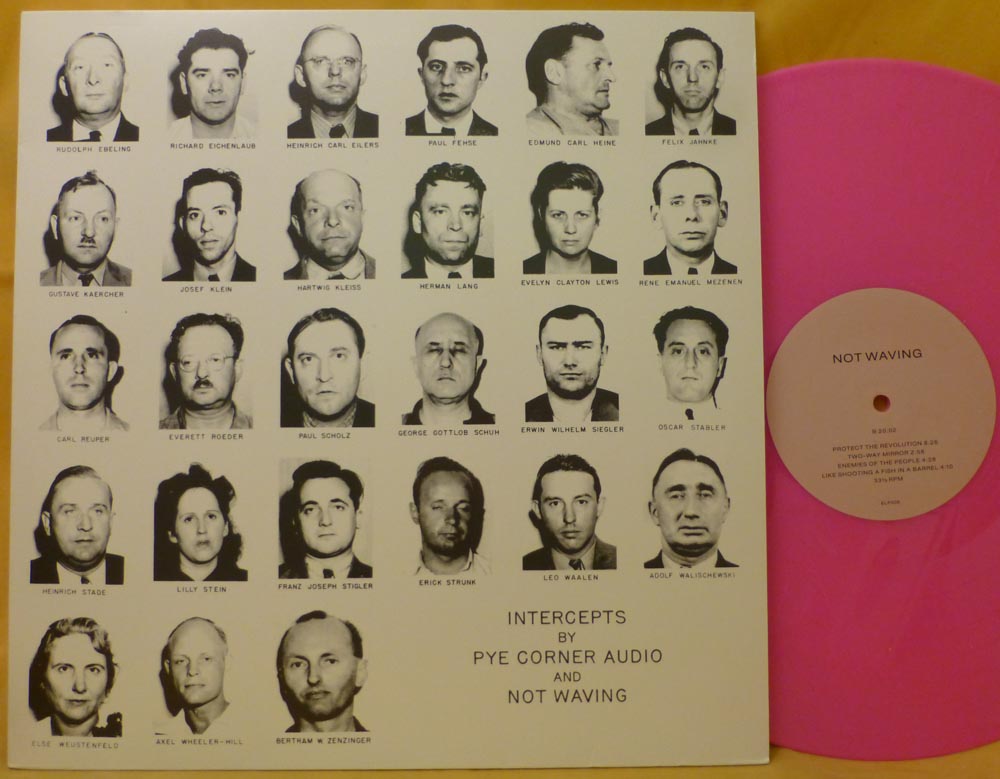 RUDOLPH EBELING
RICHARD EICHENLAUB
HEINRICH CARL EILERS
PAUL FEHSE
EDMUND CARL HEINE
FELIX JAHNKE
GUSTAVE KAERCHER
JOSEF KLEIN
HARTWIG KLEISS
HERMAN LANG
EVELYN CLAYTON LEWIS
RENE EMANUEL MEZENEN
CARL REUPER
EVERETT ROEDER
PAUL SCHOLZ
GEORGE GOTTLOB SCHUH
ERWIN WILHELM SIEGLER
OSCAR STABLER
HEINRICH STADE
LILLY STEIN
FRANZ JOSEPH STIGLER
ERICK STRUNK
LEO WAALEN
ADOLF WALISCHEWSKI
ELSE WEUSTENFELD
AXEL WHEELER-HILL
BERTRAM W. ZENZINGER
INTERCEPTS
BY
PYE CORNER AUDIO
AND
NOT WAVING
NOT WAVING
PROTECT THE REVOLUTION 8:25
TWO-WAY MIRROR 2:58
ENEMIES OF THE PEOPLE 4:28
LIKE SHOOTING A FISH IN A BARREL 4:10
33⅓ RPM